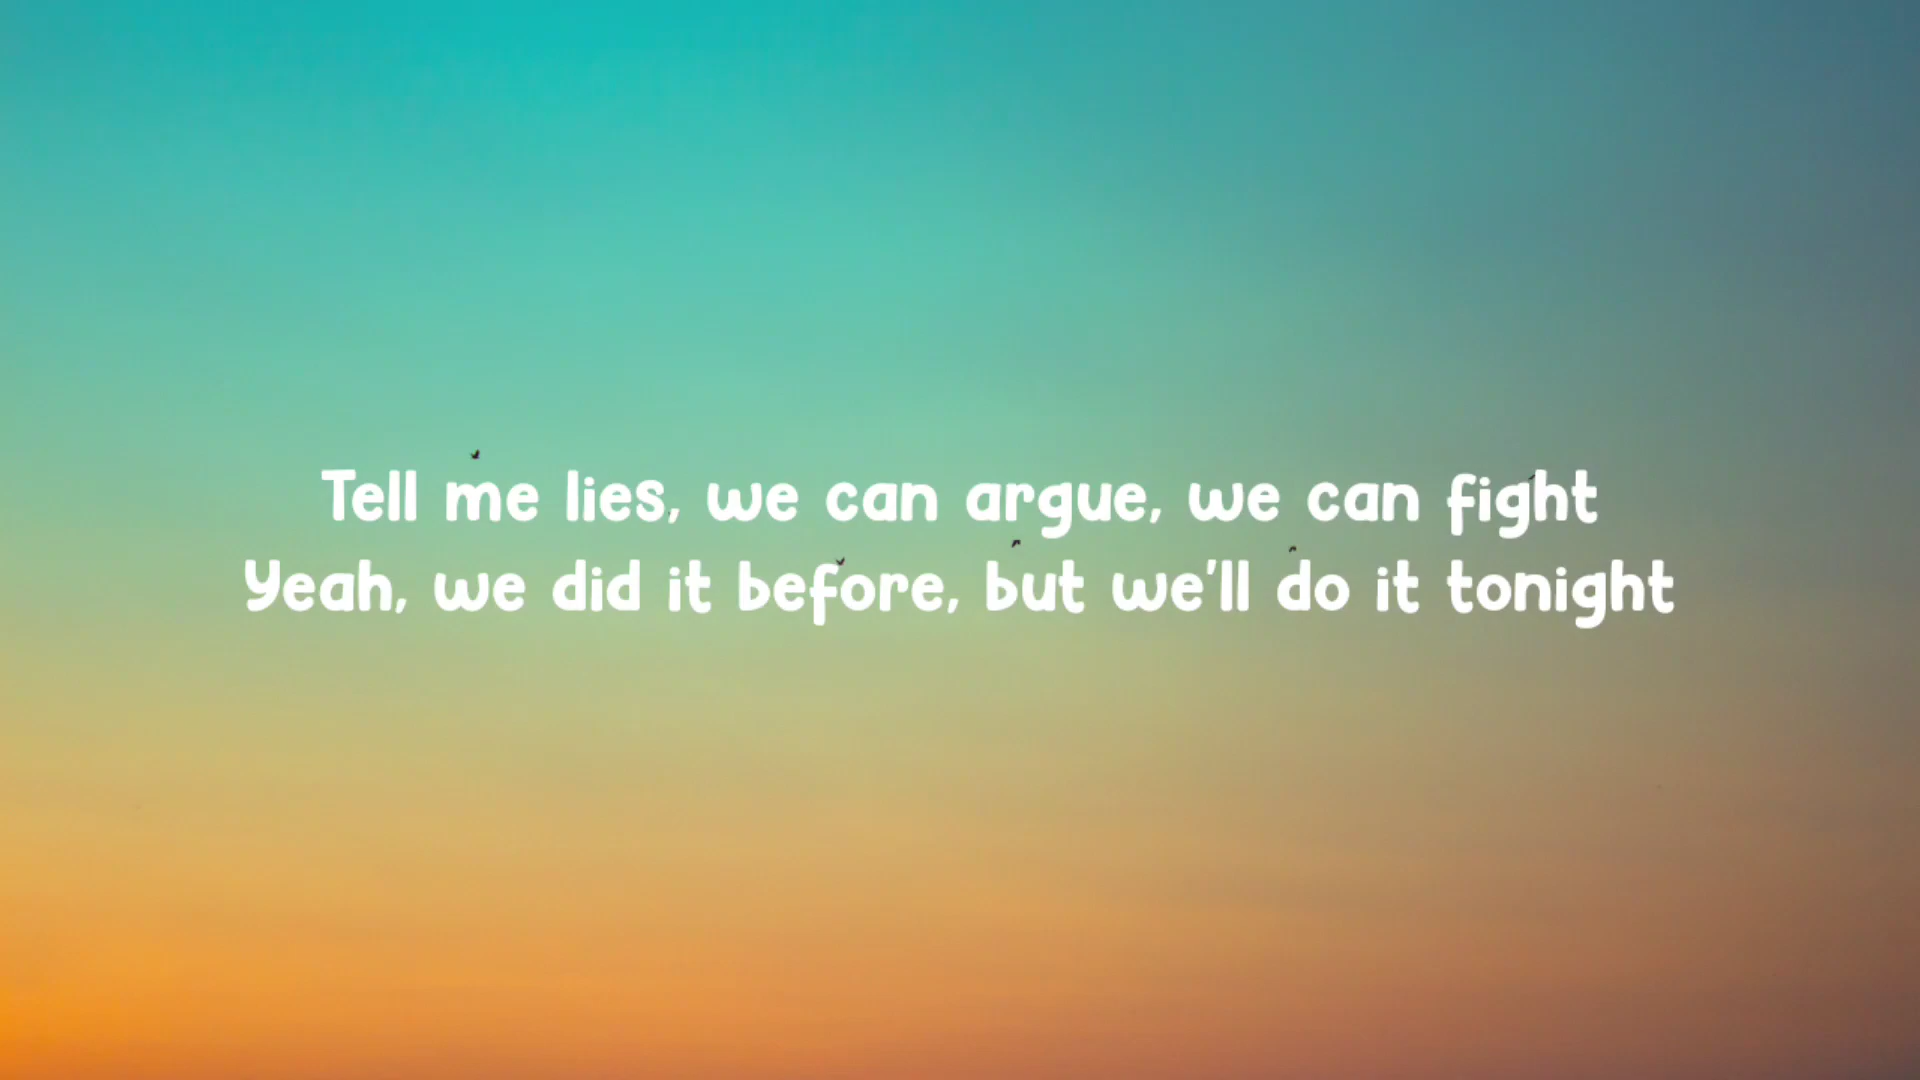 Tell me lies, we can argue, we can fight
Yeah, we did it before, but we'll do it tonight